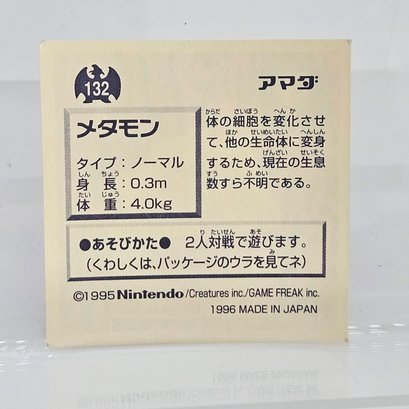 132
アマダ
メタモン
タイプ：ノーマル
身長：0.3m
体重：4.0kg
体の細胞を変化させ
て、他の生命体に変身
するため、現在の生息
数すら不明である。
●あそびかた● 2人対戦で遊びます。
（くわしくは、パッケージのウラを見てネ）
©1995 Nintendo/Creatures inc./GAME FREAK inc.
1996 MADE IN JAPAN